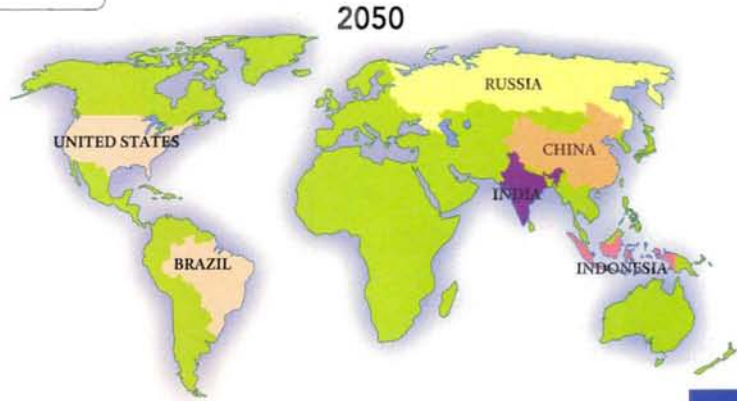 2050
RUSSIA
UNITED STATES
CHINA
INDIA
BRAZIL
INDONESIA